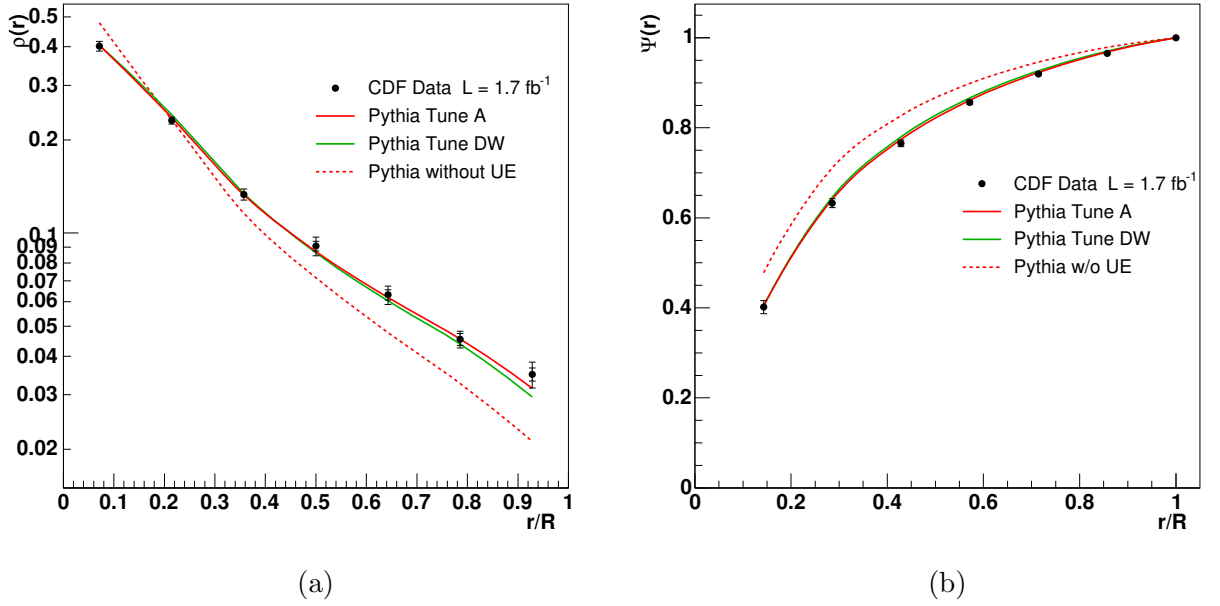 ρ(r)
0.5
0.4
0.3
0.2
0.1
0.09
0.08
0.07
0.06
0.05
0.04
0.03
0.02
CDF Data L = 1.7 fb⁻¹
Pythia Tune A
Pythia Tune DW
Pythia without UE
0 0.1 0.2 0.3 0.4 0.5 0.6 0.7 0.8 0.9 1
r/R
(a)
Ψ(r)
1
0.8
0.6
0.4
0.2
0
CDF Data L = 1.7 fb⁻¹
Pythia Tune A
Pythia Tune DW
Pythia w/o UE
0 0.2 0.4 0.6 0.8 1
r/R
(b)